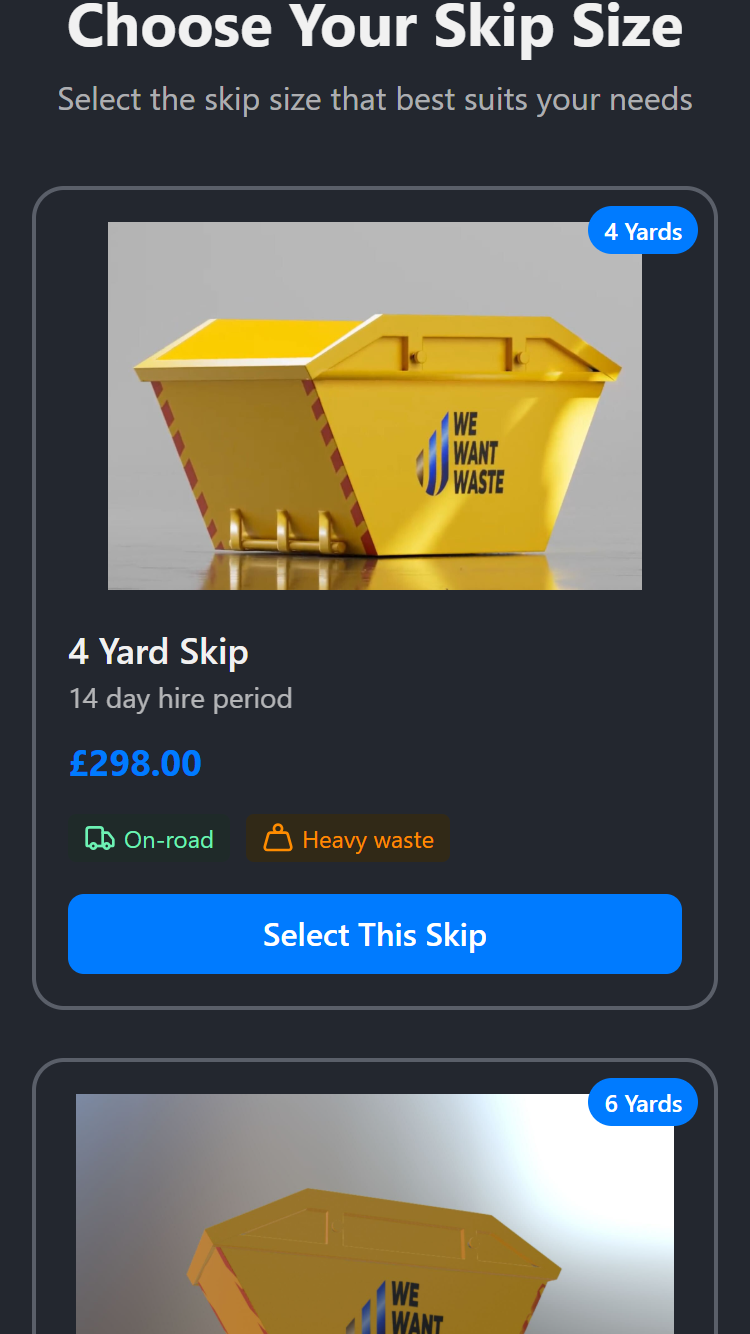 Choose Your Skip Size
Select the skip size that best suits your needs
4 Yards
WE
WANT
WASTE
4 Yard Skip
14 day hire period
£298.00
On-road
Heavy waste
Select This Skip
6 Yards
WE
WANT